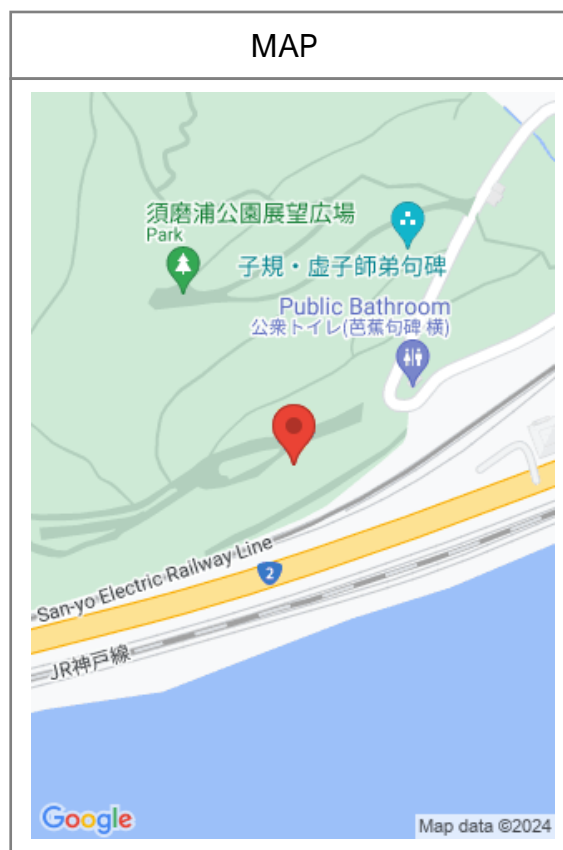 MAP
須磨浦公園展望広場
Park
子規・虚子師弟句碑
Public Bathroom
公衆トイレ(芭蕉句碑 横)
San-yo Electric Railway Line
2
JR神戸線
Google
Map data ©2024